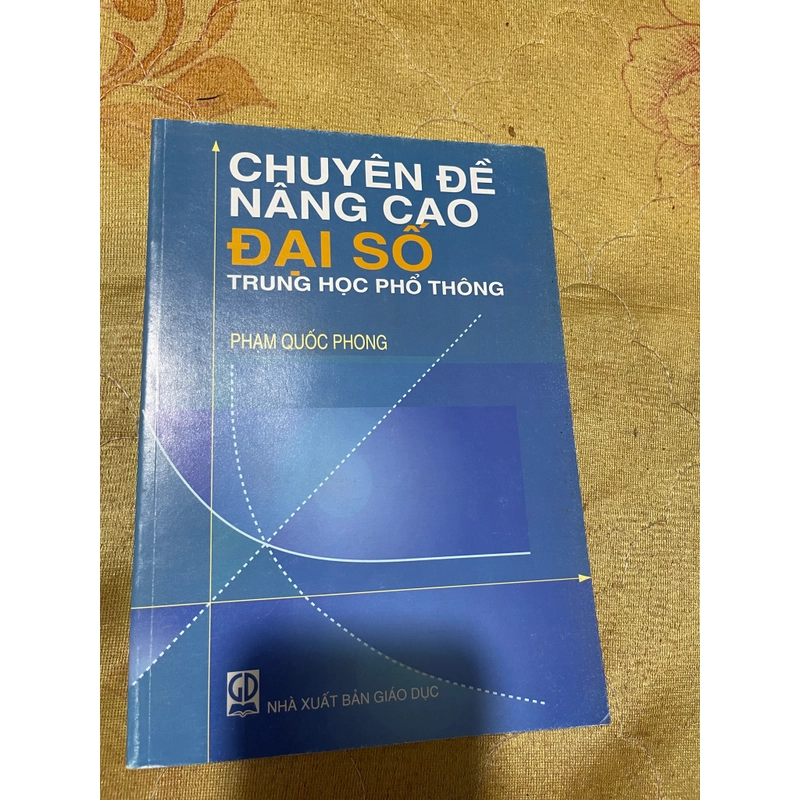 CHUYÊN ĐỀ
NÂNG CAO
ĐẠI SỐ
TRUNG HỌC PHỔ THÔNG
PHẠM QUỐC PHONG
GD
NHÀ XUẤT BẢN GIÁO DỤC